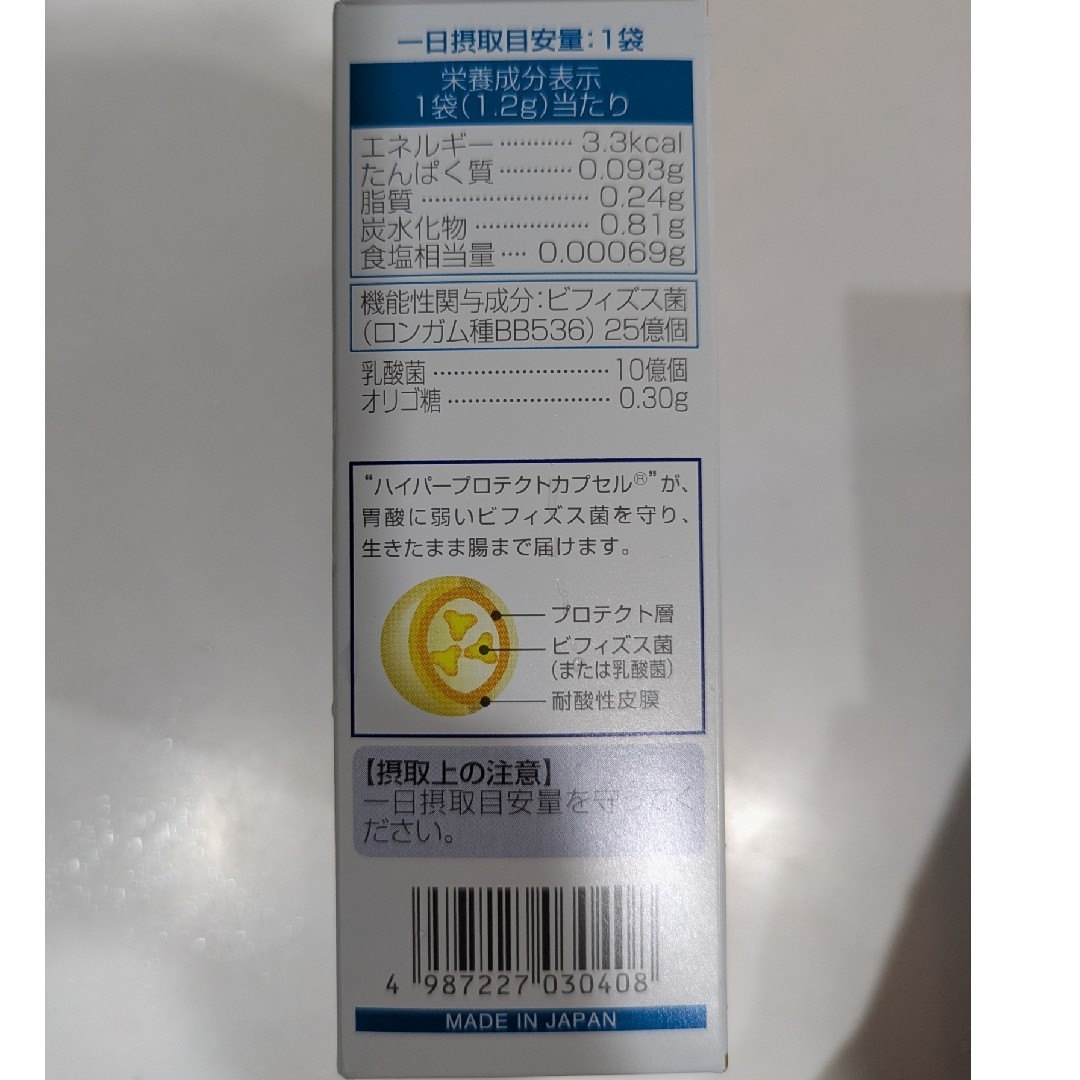 一日摂取目安量：1袋
栄養成分表示
1袋(1.2g)当たり
エネルギー ………… 3.3kcal
たんぱく質 ………… 0.093g
脂質 ………………… 0.24g
炭水化物 …………… 0.81g
食塩相当量 …… 0.00069g
機能性関与成分：ビフィズス菌
(ロンガム種BB536) 25億個
乳酸菌 ………………… 10億個
オリゴ糖 ……………… 0.30g
“ハイパープロテクトカプセル®”が、
胃酸に弱いビフィズス菌を守り、
生きたまま腸まで届けます。
プロテクト層
ビフィズス菌
(または乳酸菌)
耐酸性皮膜
【摂取上の注意】
一日摂取目安量を守ってく
ださい。
4 987227 030408
MADE IN JAPAN